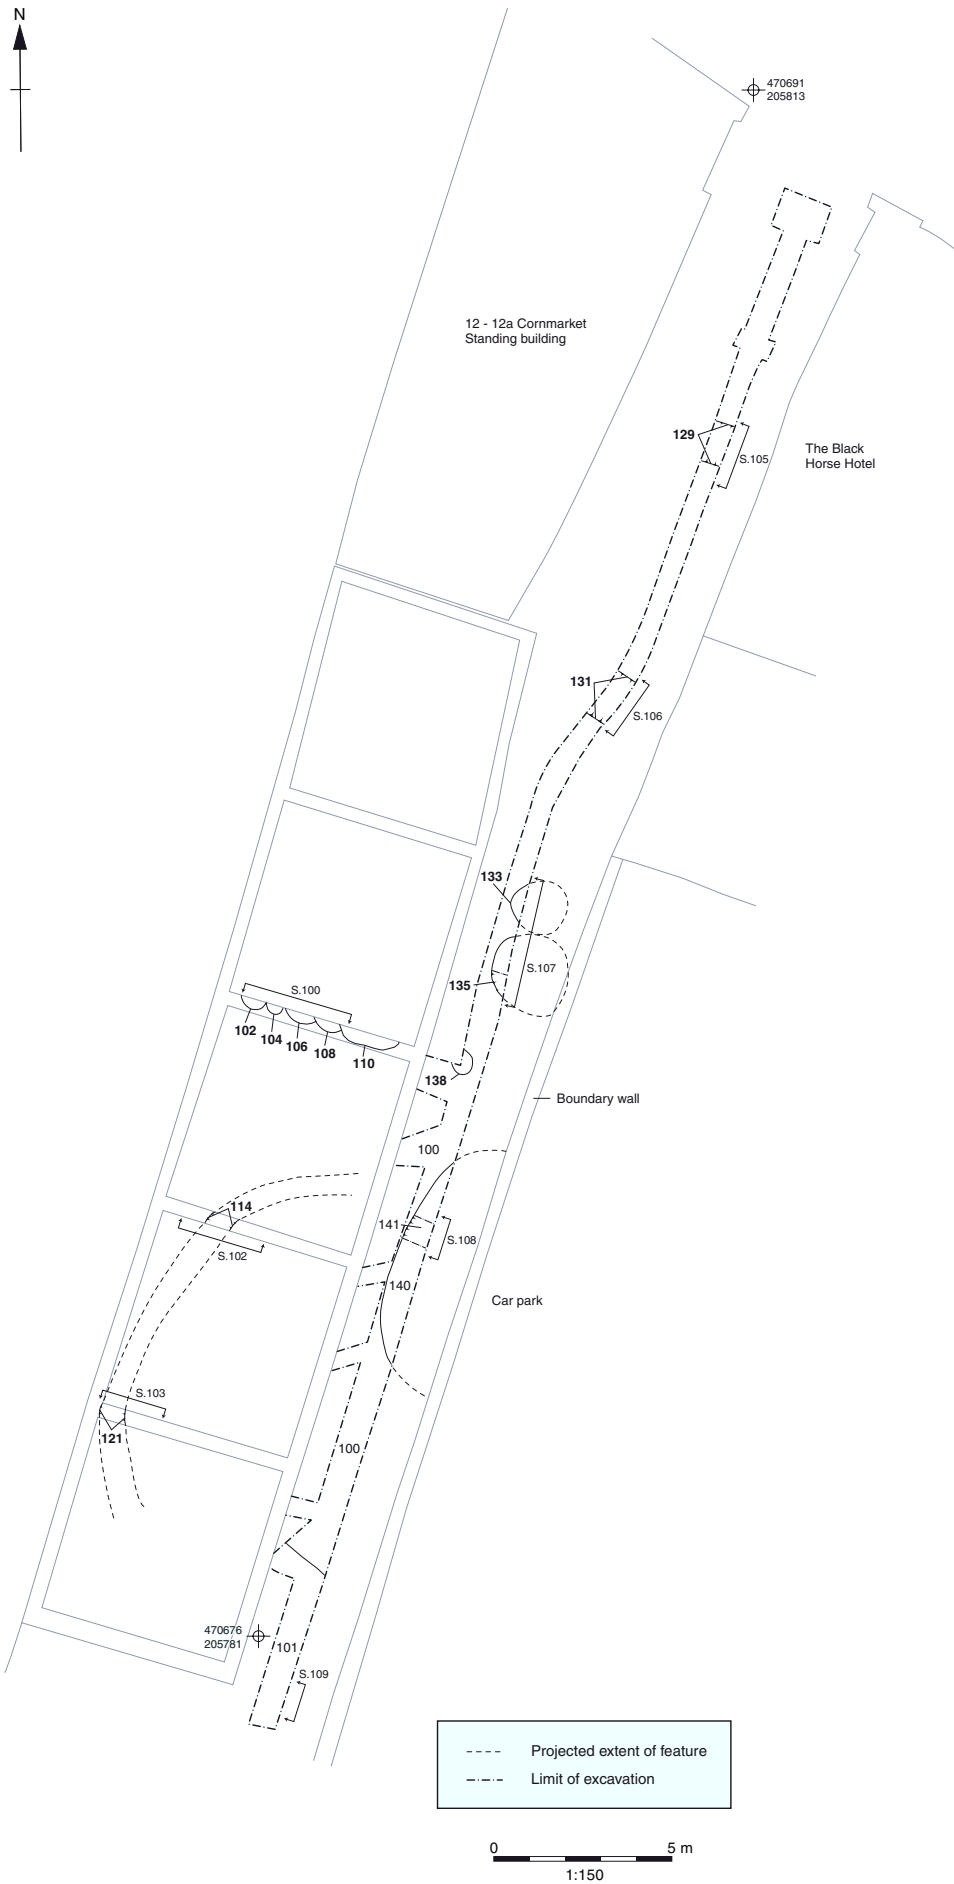 N
470691
205813
12 - 12a Cornmarket
Standing building
129
S.105
The Black
Horse Hotel
131
S.106
133
S.107
135
S.100
102
104
106
108
110
138
Boundary wall
100
114
141
S.102
S.108
140
Car park
S.103
121
100
470676
205781
101
S.109
Projected extent of feature
Limit of excavation
0
5 m
1:150